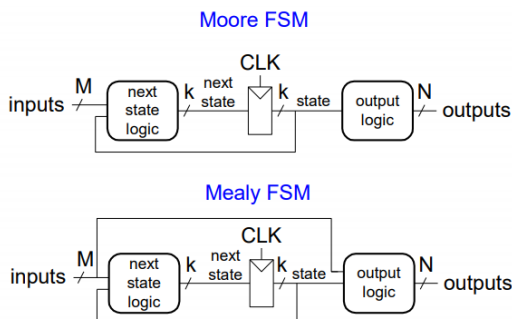 Moore FSM
CLK
M
next
k
next
k
N
inputs
state
state
state
output
outputs
logic
logic
Mealy FSM
CLK
M
next
k
next
k
N
inputs
state
state
state
output
outputs
logic
logic